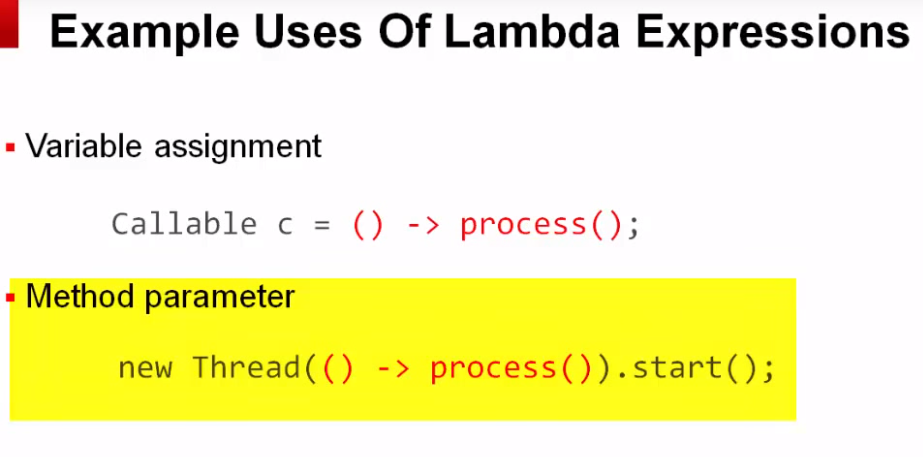 Example Uses Of Lambda Expressions
▪ Variable assignment
Callable c = () -> process();
▪ Method parameter
new Thread(() -> process()).start();